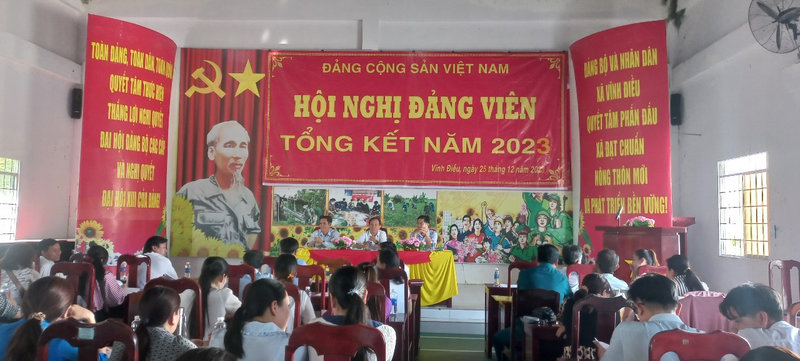 TOÀN ĐẢNG, TOÀN DÂN, TOÀN QUÂN
QUYẾT TÂM THỰC HIỆN
THẮNG LỢI NGHỊ QUYẾT
ĐẠI HỘI ĐẢNG BỘ CÁC CẤP
VÀ NGHỊ QUYẾT
ĐẠI HỘI XIII CỦA ĐẢNG!
ĐẢNG CỘNG SẢN VIỆT NAM
HỘI NGHỊ ĐẢNG VIÊN
TỔNG KẾT NĂM 2023
Vĩnh Điều, ngày 25 tháng 12 năm 2023
ĐẢNG BỘ VÀ NHÂN DÂN
XÃ VĨNH ĐIỀU
QUYẾT TÂM PHẤN ĐẤU
XÃ ĐẠT CHUẨN
NÔNG THÔN MỚI
VÀ PHÁT TRIỂN BỀN VỮNG!